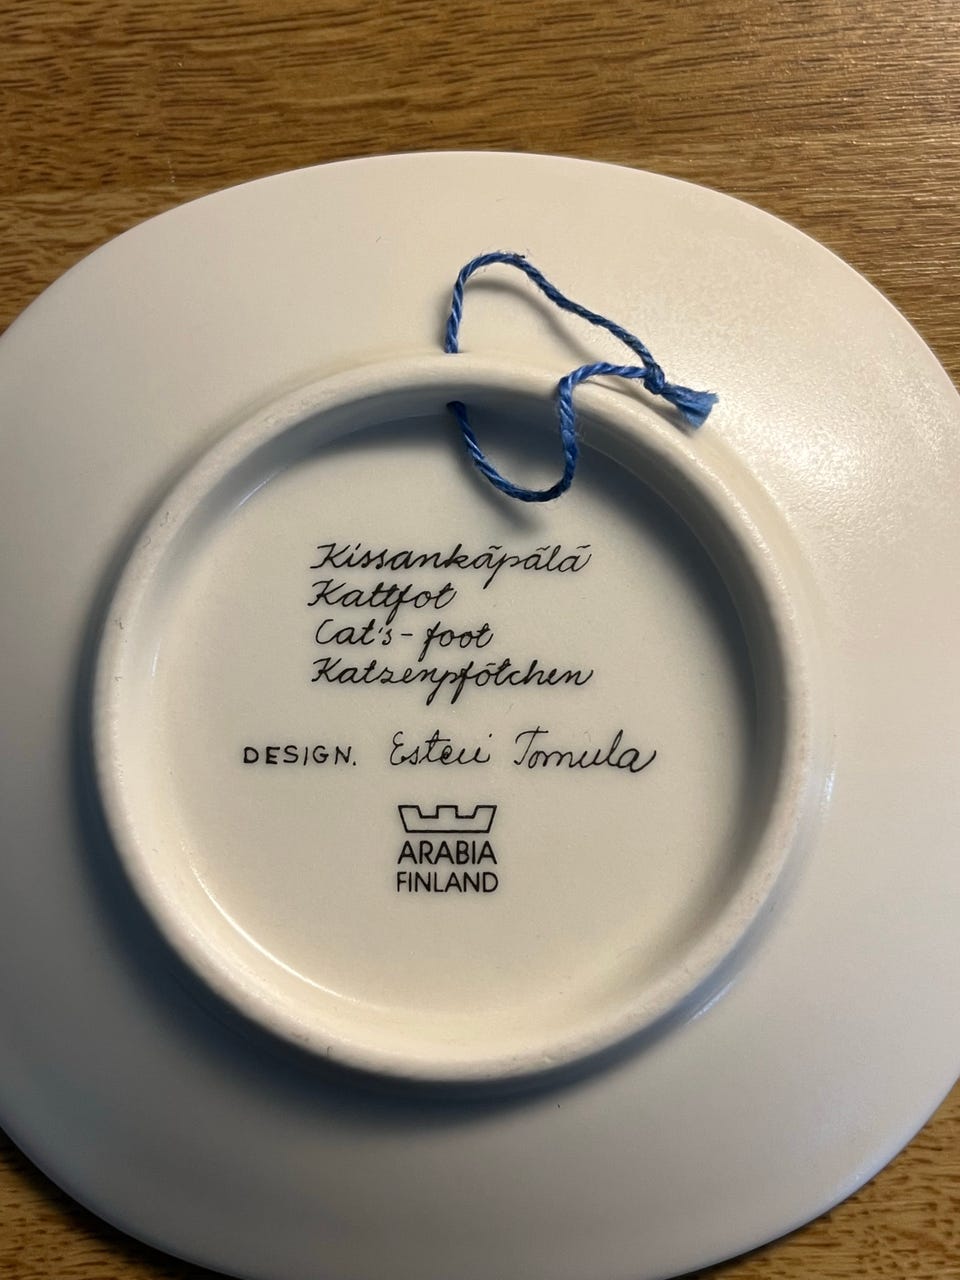 Kissankäpälä
Kattfot
Cat's-foot
Katzenpfötchen
DESIGN. Esteri Tomula
ARABIA
FINLAND